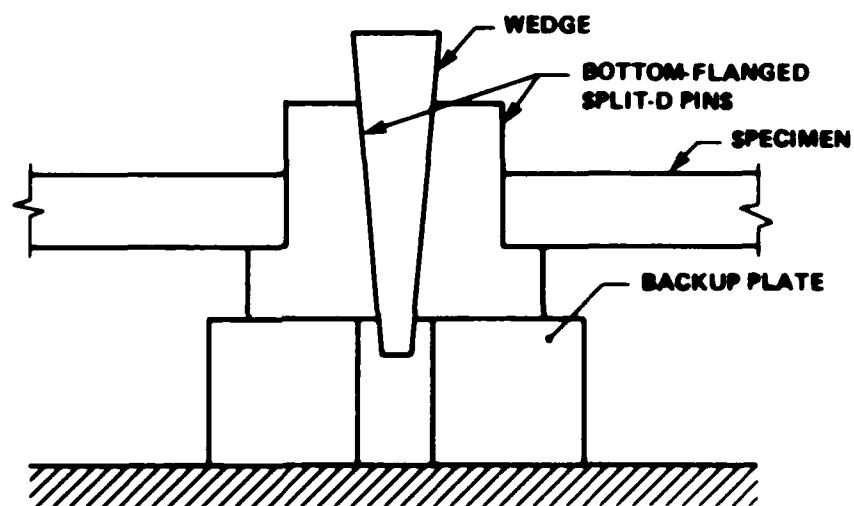 WEDGE
BOTTOM-FLANGED
SPLIT-D PINS
SPECIMEN
BACKUP PLATE